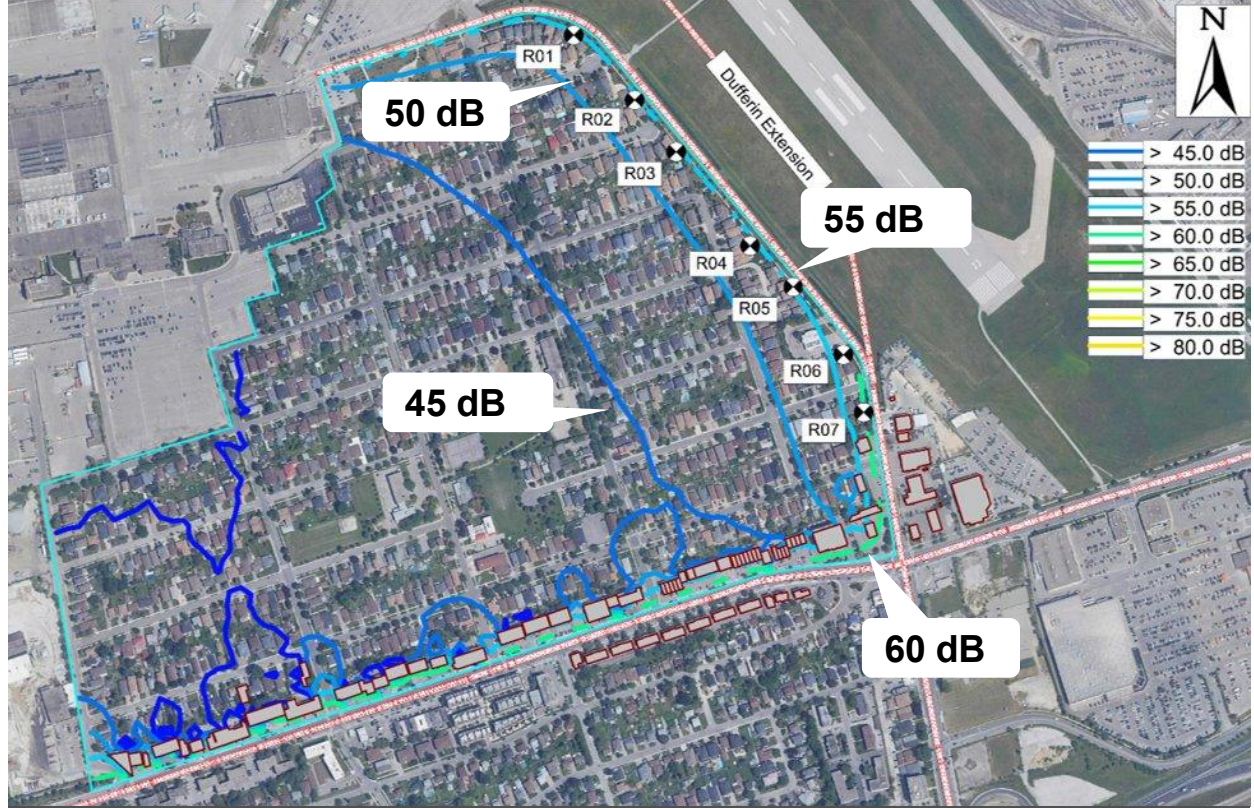 N
R01
50 dB
R02
Dufferin Extension
R03
> 45.0 dB
> 50.0 dB
> 55.0 dB
> 60.0 dB
> 65.0 dB
> 70.0 dB
> 75.0 dB
> 80.0 dB
55 dB
R04
R05
R06
45 dB
R07
60 dB